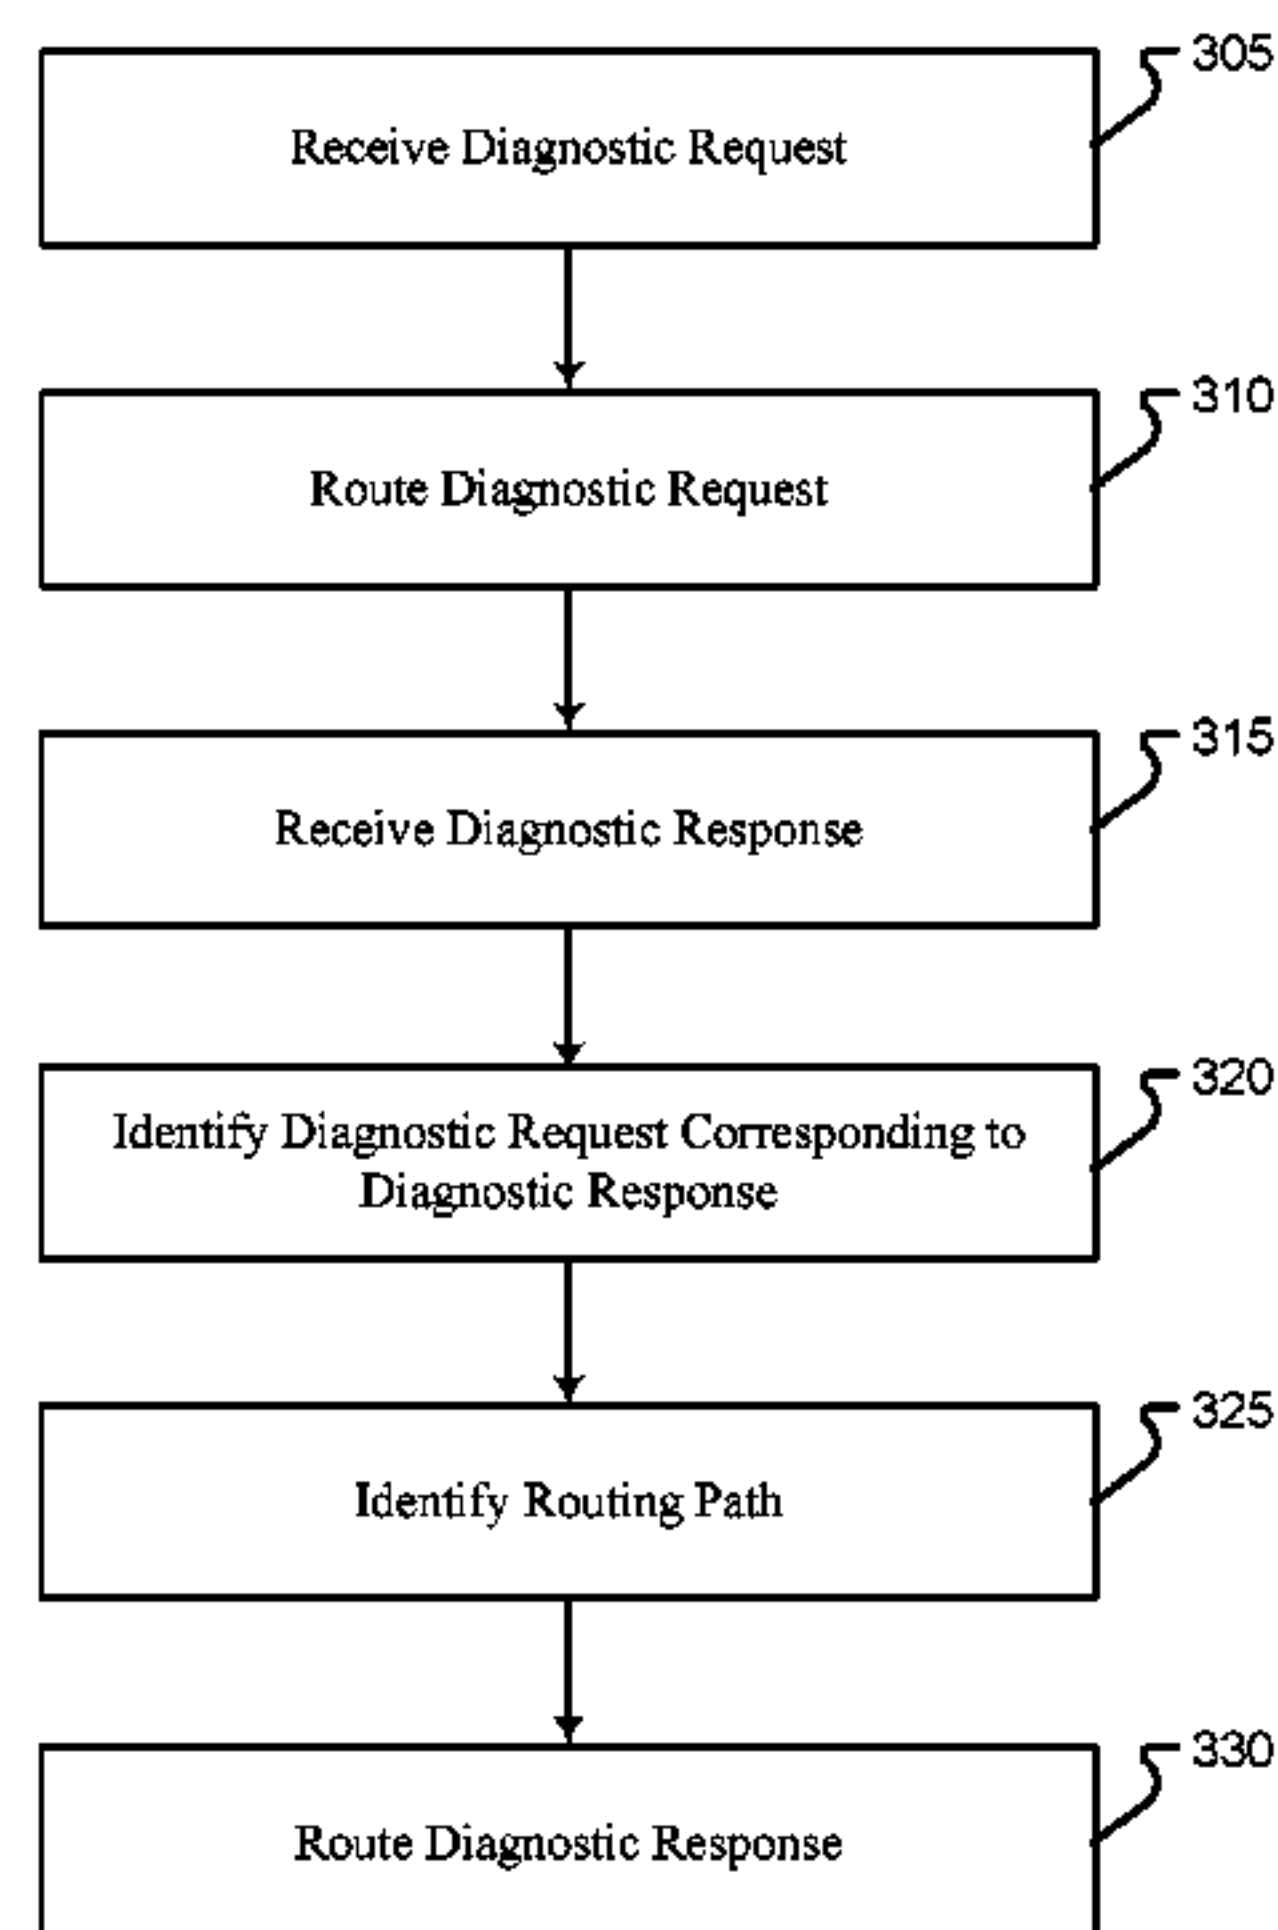 305
Receive Diagnostic Request
310
Route Diagnostic Request
315
Receive Diagnostic Response
320
Identify Diagnostic Request Corresponding to
Diagnostic Response
325
Identify Routing Path
330
Route Diagnostic Response